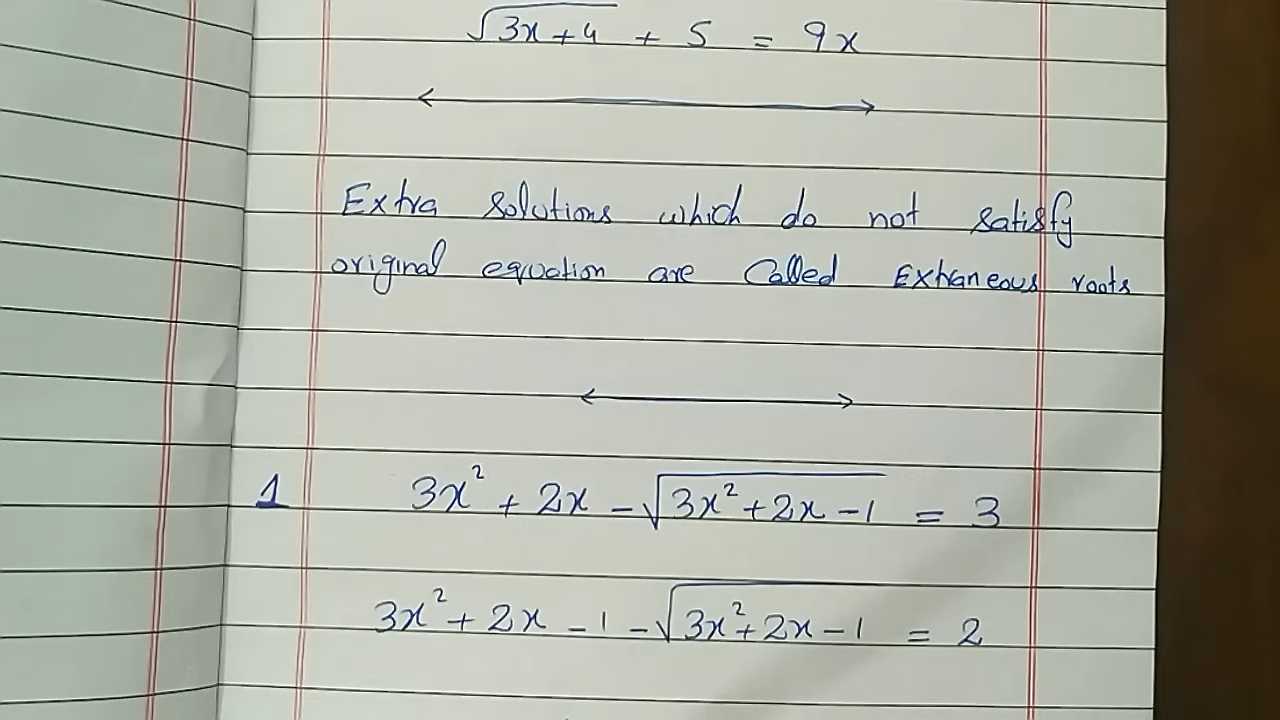 √3x+4 + 5 = 9x
Extra solutions which do not satisfy
original equation are Called Extraneous roots
1 3x² + 2x - √3x²+2x-1 = 3
3x² + 2x - 1 - √3x²+2x-1 = 2